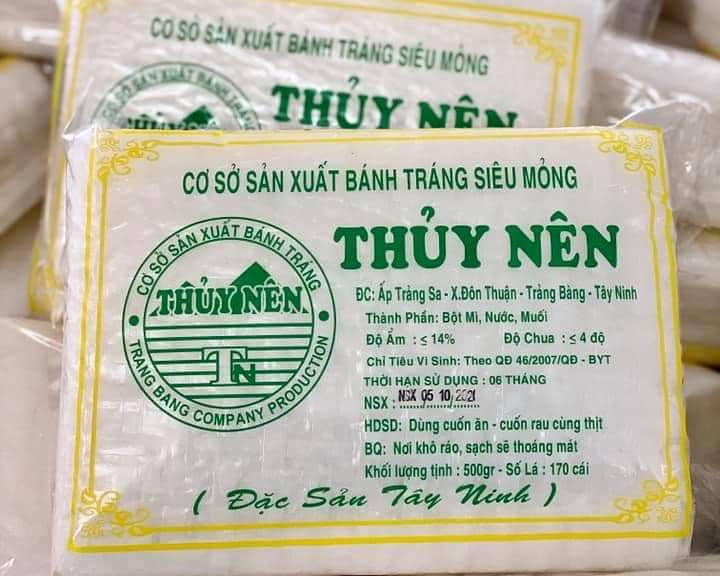 CƠ SỞ SẢN XUẤT BÁNH TRÁNG SIÊU MỎNG
THỦY NÊN
THỦY NÊN
CƠ SỞ SẢN XUẤT BÁNH TRÁNG SIÊU MỎNG
THỦY NÊN
CƠ SỞ SẢN XUẤT BÁNH TRÁNG
THỦY NÊN
TN
TRANG BANG COMPANY PRODUCTION
ĐC: Ấp Trảng Sa - X.Đôn Thuận - Trảng Bàng - Tây Ninh
Thành Phần: Bột Mì, Nước, Muối
Độ Ẩm : ≤ 14% Độ Chua : ≤ 4 độ
Chỉ Tiêu Vi Sinh: Theo QĐ 46/2007/QĐ - BYT
THỜI HẠN SỬ DỤNG : 06 THÁNG
NSX : NSX 05 10/2021
HDSD: Dùng cuốn ăn - cuốn rau cùng thịt
BQ: Nơi khô ráo, sạch sẽ thoáng mát
Khối lượng tịnh : 500gr - Số Lá : 170 cái
( Đặc Sản Tây Ninh )